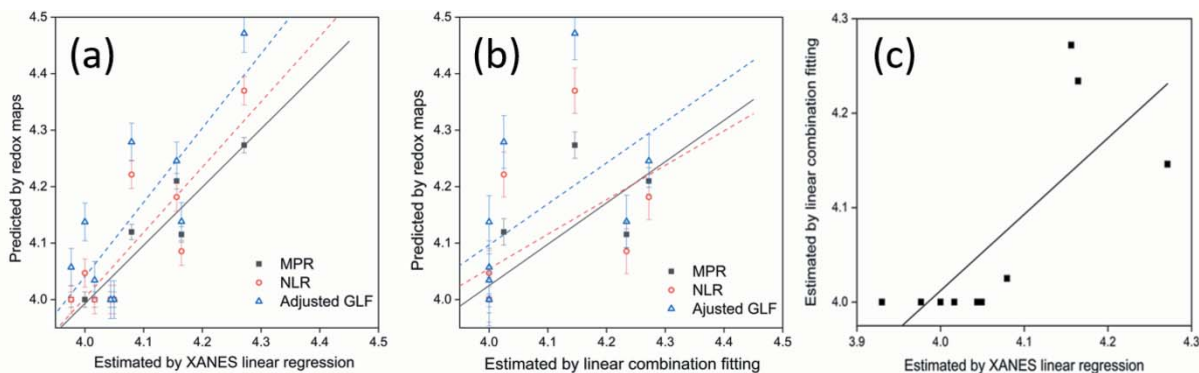 (a)
4.5
4.4
4.3
4.2
4.1
4.0
Predicted by redox maps
MPR
NLR
Adjusted GLF
4.0 4.1 4.2 4.3 4.4 4.5
Estimated by XANES linear regression
(b)
4.5
4.4
4.3
4.2
4.1
4.0
Predicted by redox maps
MPR
NLR
Ajusted GLF
4.0 4.1 4.2 4.3 4.4 4.5
Estimated by linear combination fitting
(c)
4.3
4.2
4.1
4.0
Estimated by linear combination fitting
3.9 4.0 4.1 4.2 4.3
Estimated by XANES linear regression